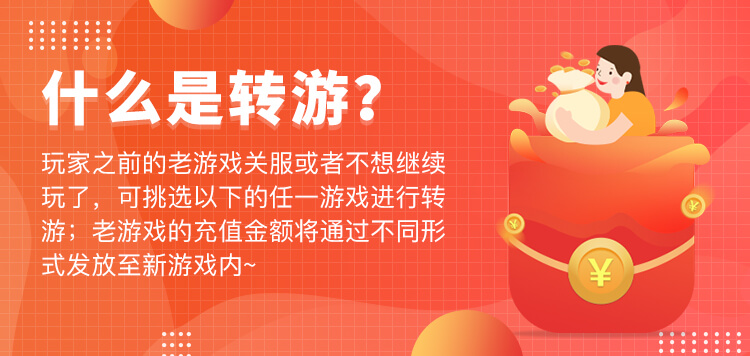 什么是转游？
玩家之前的老游戏关服或者不想继续
玩了，可挑选以下的任一游戏进行转
游；老游戏的充值金额将通过不同形
式发放至新游戏内~
¥
¥
¥